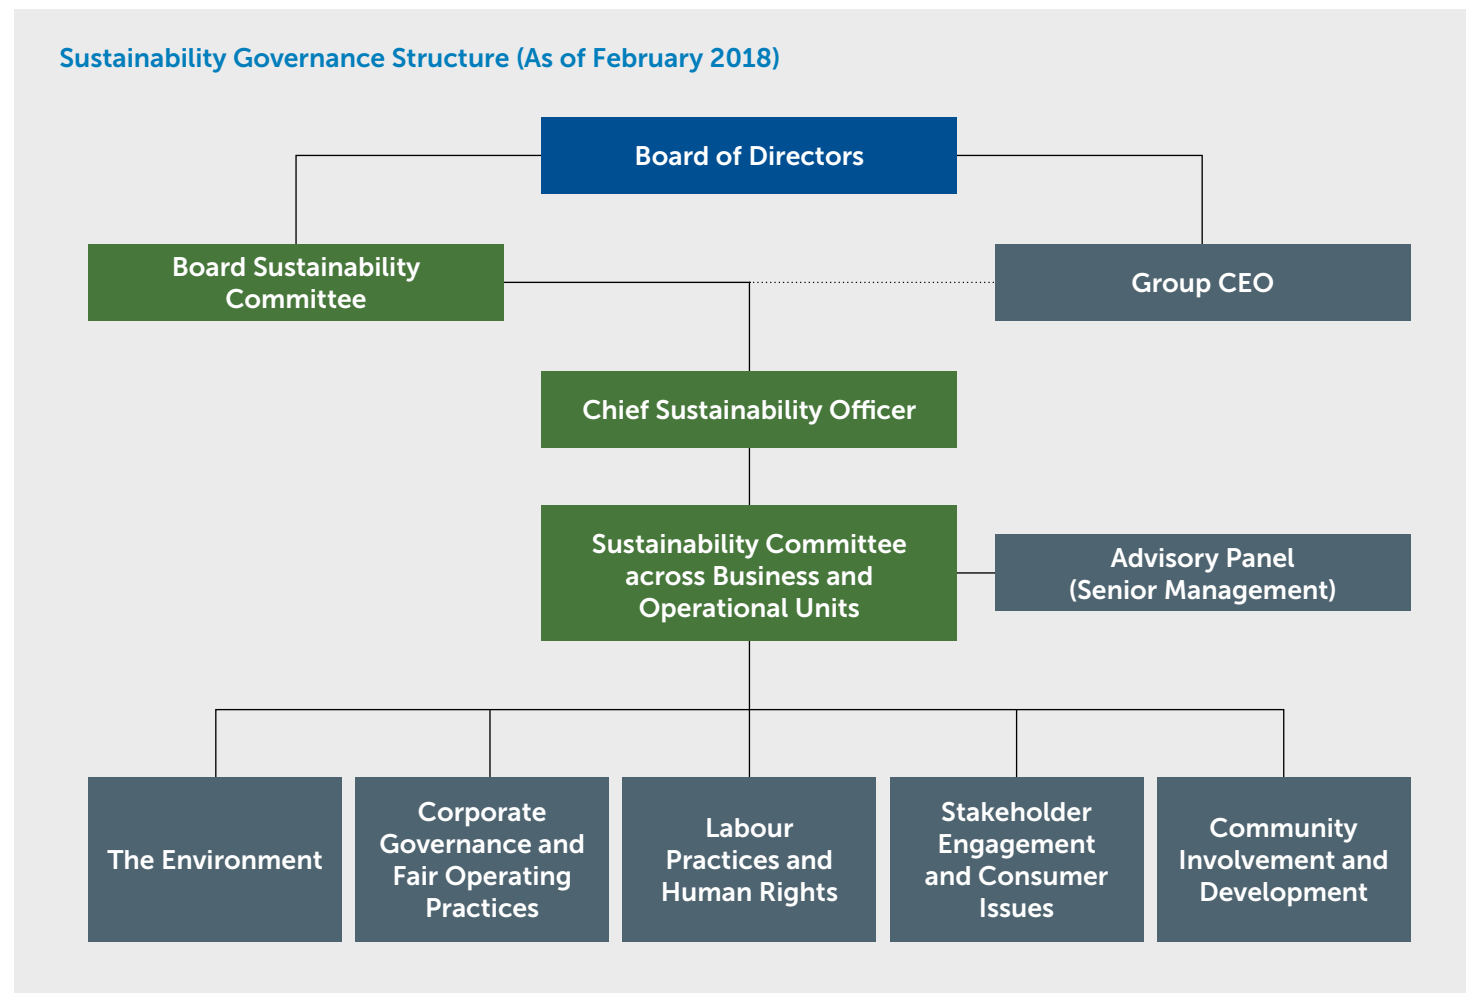 Sustainability Governance Structure (As of February 2018)
Board of Directors
Board Sustainability
Committee
Group CEO
Chief Sustainability Officer
Sustainability Committee
across Business and
Operational Units
Advisory Panel
(Senior Management)
The Environment
Corporate
Governance and
Fair Operating
Practices
Labour
Practices and
Human Rights
Stakeholder
Engagement
and Consumer
Issues
Community
Involvement and
Development